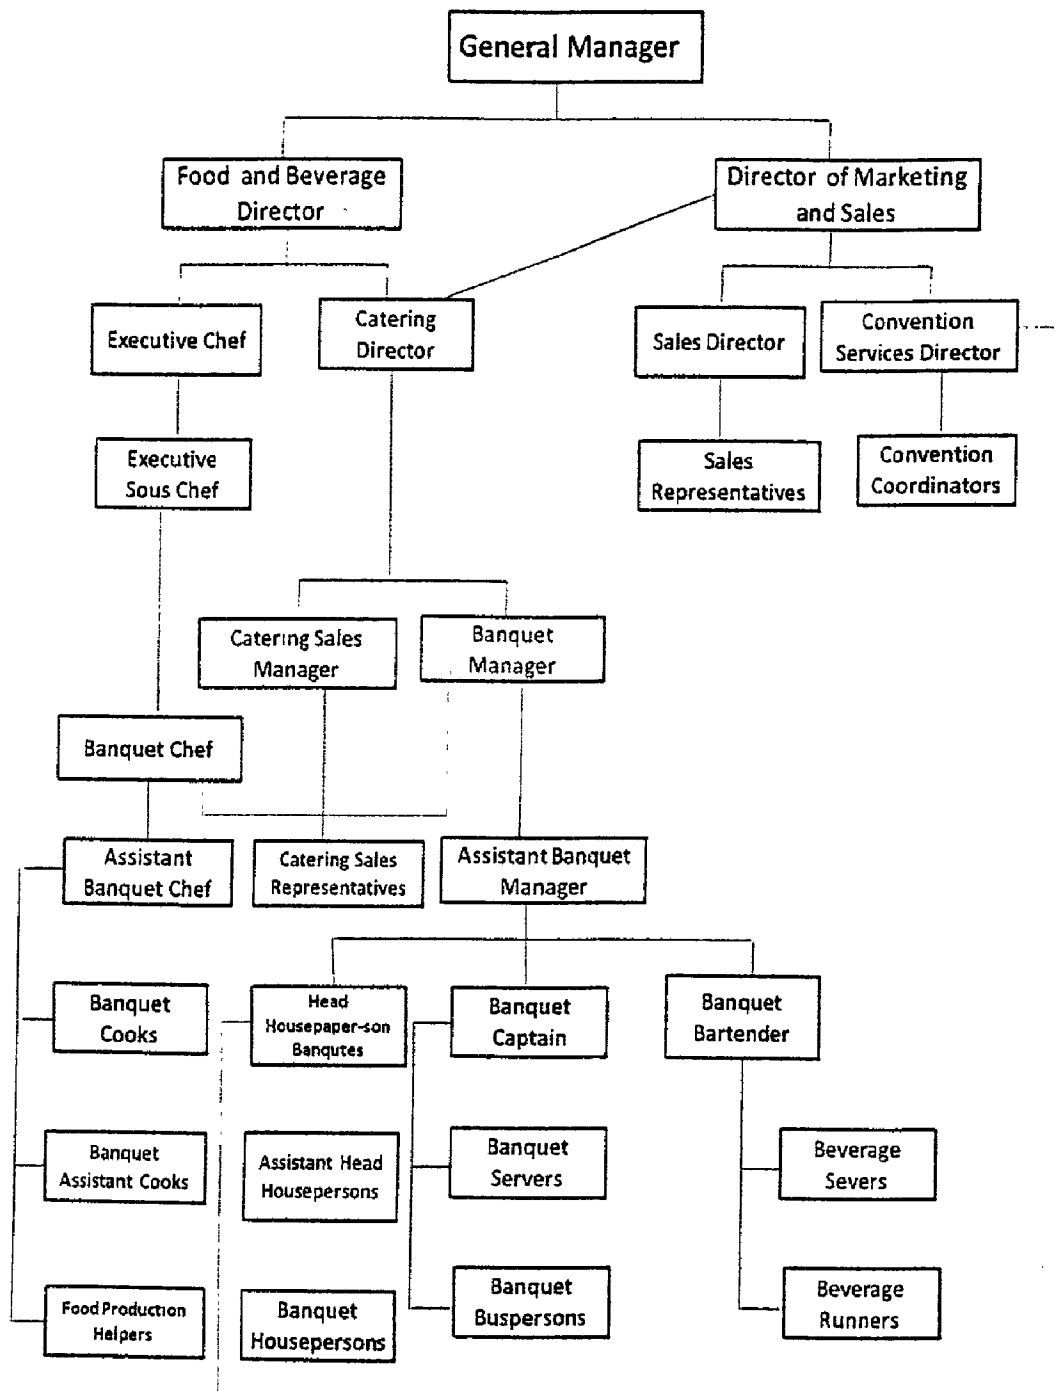 General Manager
Food and Beverage
Director
Director of Marketing
and Sales
Executive Chef
Catering
Director
Sales Director
Convention
Services Director
Executive
Sous Chef
Sales
Representatives
Convention
Coordinators
Catering Sales
Manager
Banquet
Manager
Banquet Chef
Assistant
Banquet Chef
Catering Sales
Representatives
Assistant Banquet
Manager
Banquet
Cooks
Head
Housepaper-son
Banqutes
Banquet
Captain
Banquet
Bartender
Banquet
Assistant Cooks
Assistant Head
Housepersons
Banquet
Servers
Beverage
Severs
Food Production
Helpers
Banquet
Housepersons
Banquet
Buspersons
Beverage
Runners